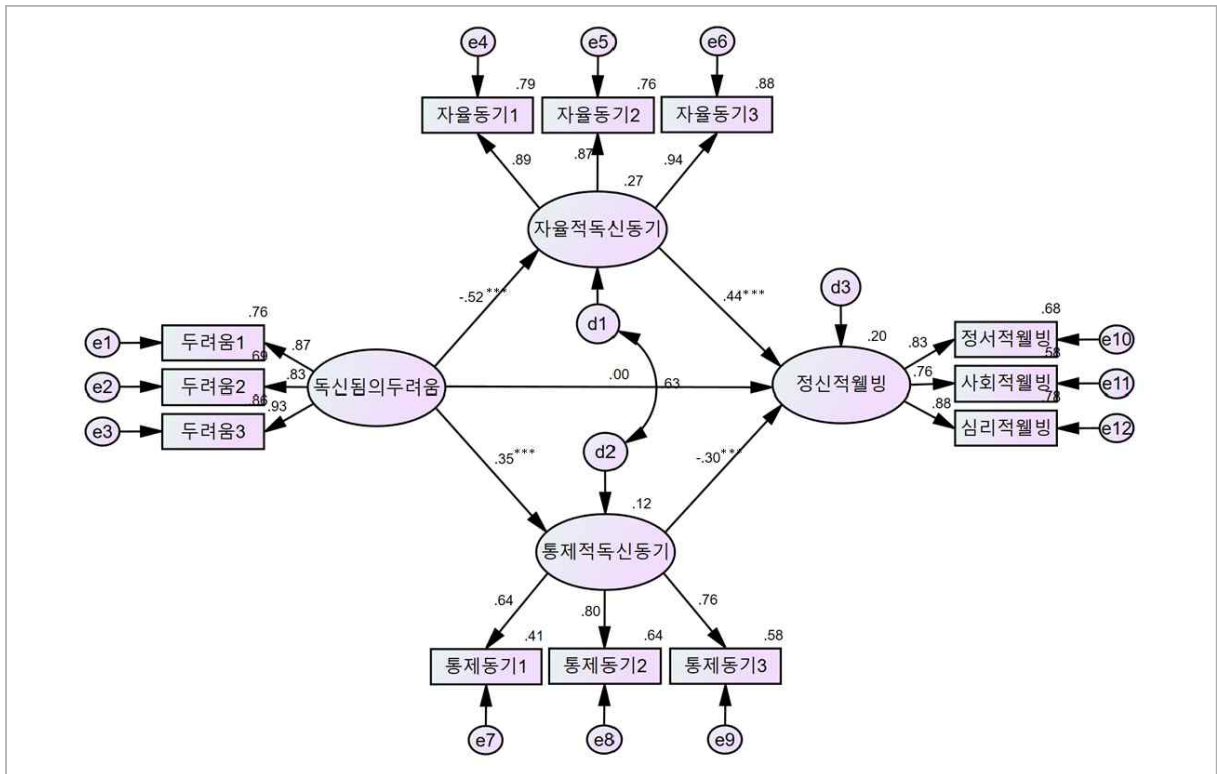 e4 e5 e6
.79 .76 .88
자율동기1 자율동기2 자율동기3
.89 .87 .94
.27
자율적독신동기
-.52***
.44***
d1
d3
.76
e1 두려움1 .87
.69
e2 두려움2 .83
.86
e3 두려움3 .93
독신됨의두려움
.00
.63
.20
정신적웰빙
.68
.83 정서적웰빙 e10
.58
.76 사회적웰빙 e11
.78
.88 심리적웰빙 e12
d2
.35***
-.30***
.12
통제적독신동기
.64 .80 .76
.41 .64 .58
통제동기1 통제동기2 통제동기3
e7 e8 e9